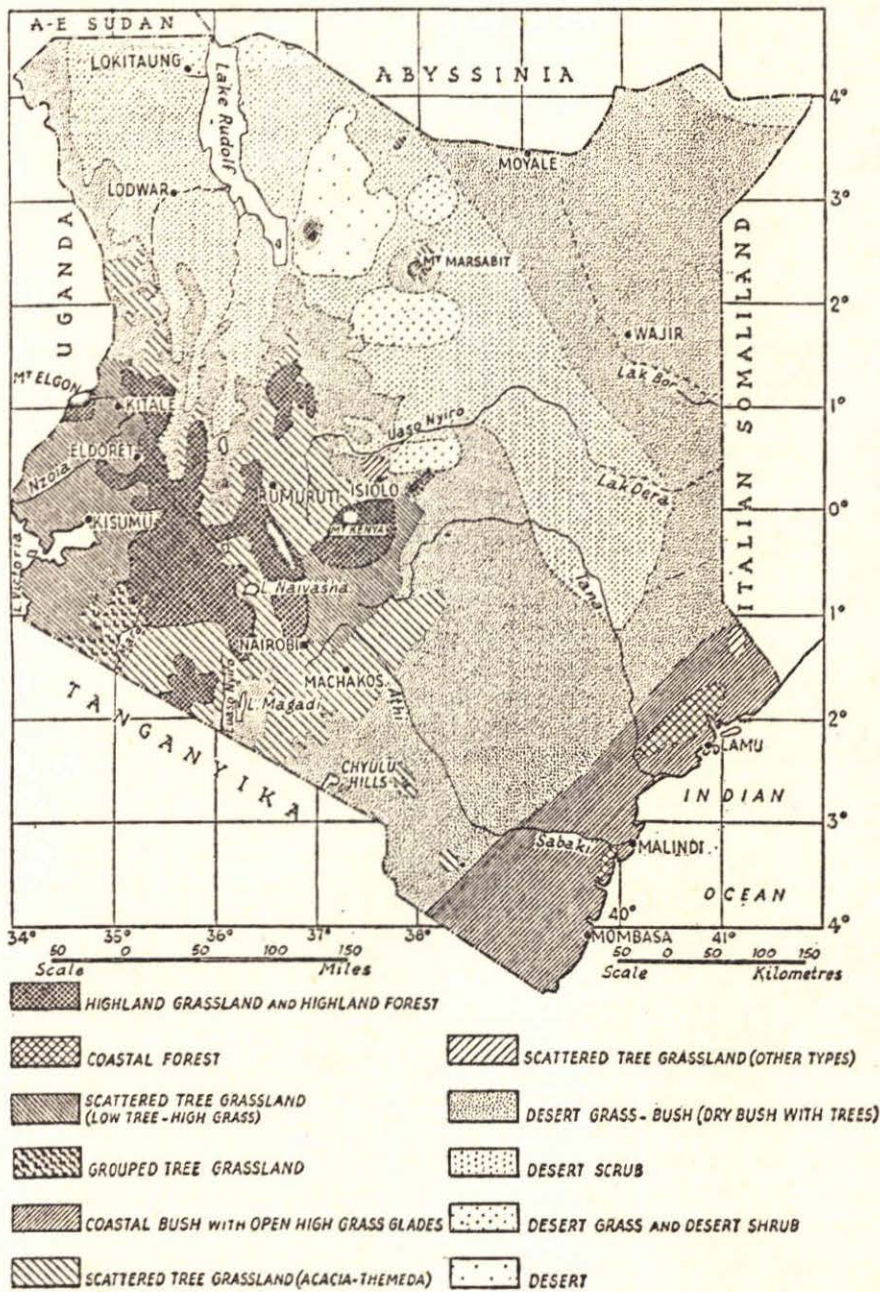 A-E SUDAN
LOKITAUNG
ABYSSINIA
4°
Lake Rudolf
MOYALE
LODWAR
3°
UGANDA
MT MARSABIT
2°
WAJIR
ITALIAN SOMALILAND
MT ELGON
KITALE
Lak Bor
1°
Uaso Nyiro
ELDORET
Nzoia
RUMURUTI
ISIOLO
Lak Dera
0°
KISUMU
MT KENYA
L. Victoria
L. Naivasha
Tana
1°
Mara
NAIROBI
MACHAKOS
Uaso Nyiro
L. Magadi
Athi
TANGANYIKA
2°
LAMU
CHYULU
HILLS
INDIAN
3°
Sabaki
MALINDI
OCEAN
40°
4°
34° 35° 36° 37° 38° MOMBASA 41°
50 0 50 100 150 50 0 50 100 150
Scale Miles Scale Kilometres
HIGHLAND GRASSLAND AND HIGHLAND FOREST
COASTAL FOREST
SCATTERED TREE GRASSLAND
(LOW TREE-HIGH GRASS)
GROUPED TREE GRASSLAND
COASTAL BUSH WITH OPEN HIGH GRASS GLADES
SCATTERED TREE GRASSLAND (ACACIA-THEMEDA)
SCATTERED TREE GRASSLAND (OTHER TYPES)
DESERT GRASS-BUSH (DRY BUSH WITH TREES)
DESERT SCRUB
DESERT GRASS AND DESERT SHRUB
DESERT